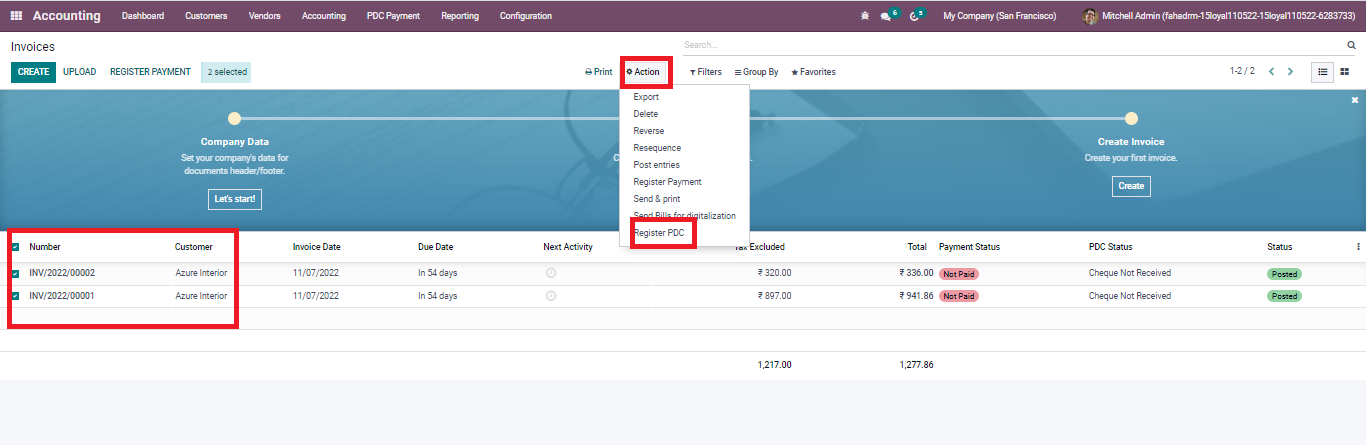 Accounting Dashboard Customers Vendors Accounting PDC Payment Reporting Configuration 6 5 My Company (San Francisco) Mitchell Admin (fahadrm-15loyal110522-15loyal110522-6283733)
Invoices Search...
CREATE UPLOAD REGISTER PAYMENT 2 selected Print Action Filters Group By Favorites 1-2 / 2
Export
Delete
Reverse
Resequence
Post entries
Register Payment
Send & print
Send Bills for digitalization
Register PDC
Company Data
Set your company's data for
documents header/footer.
Let's start!
Create Invoice
Create your first invoice.
Create
Number Customer Invoice Date Due Date Next Activity Tax Excluded Total Payment Status PDC Status Status
INV/2022/00002 Azure Interior 11/07/2022 In 54 days ₹ 320.00 ₹ 336.00 Not Paid Cheque Not Received Posted
INV/2022/00001 Azure Interior 11/07/2022 In 54 days ₹ 897.00 ₹ 941.86 Not Paid Cheque Not Received Posted
1,217.00 1,277.86